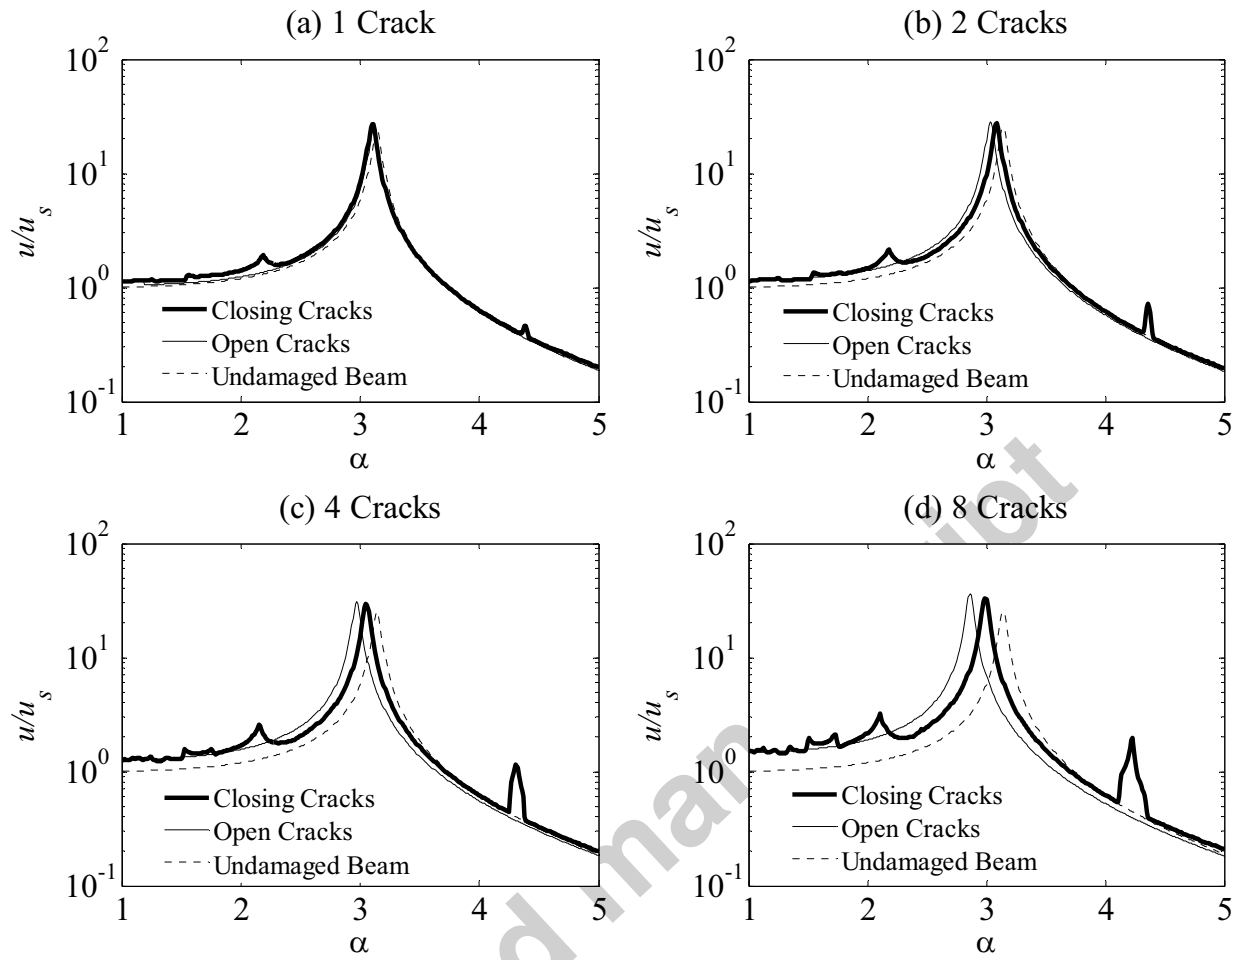 (a) 1 Crack
10^2
10^1
10^0
10^-1
u/u_s
Closing Cracks
Open Cracks
Undamaged Beam
1 2 3 4 5
α
(b) 2 Cracks
10^2
10^1
10^0
10^-1
u/u_s
Closing Cracks
Open Cracks
Undamaged Beam
1 2 3 4 5
α
(c) 4 Cracks
10^2
10^1
10^0
10^-1
u/u_s
Closing Cracks
Open Cracks
Undamaged Beam
1 2 3 4 5
α
(d) 8 Cracks
10^2
10^1
10^0
10^-1
u/u_s
Closing Cracks
Open Cracks
Undamaged Beam
1 2 3 4 5
α